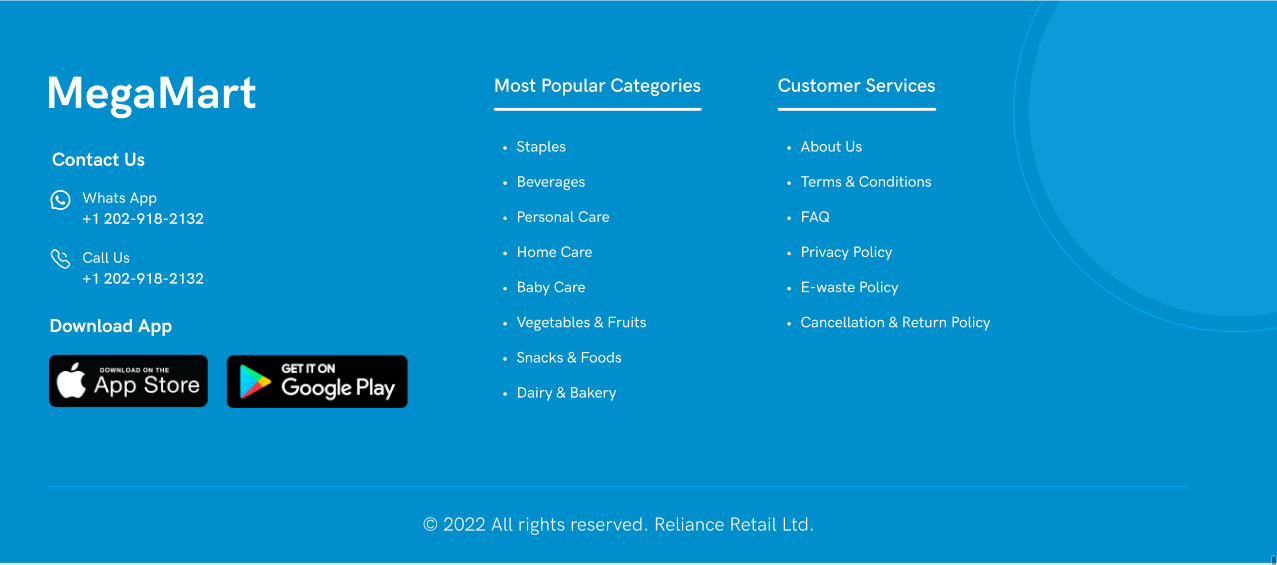 MegaMart
Contact Us
Whats App
+1 202-918-2132
Call Us
+1 202-918-2132
Download App
DOWNLOAD ON THE
App Store
GET IT ON
Google Play
Most Popular Categories
• Staples
• Beverages
• Personal Care
• Home Care
• Baby Care
• Vegetables & Fruits
• Snacks & Foods
• Dairy & Bakery
Customer Services
• About Us
• Terms & Conditions
• FAQ
• Privacy Policy
• E-waste Policy
• Cancellation & Return Policy
© 2022 All rights reserved. Reliance Retail Ltd.